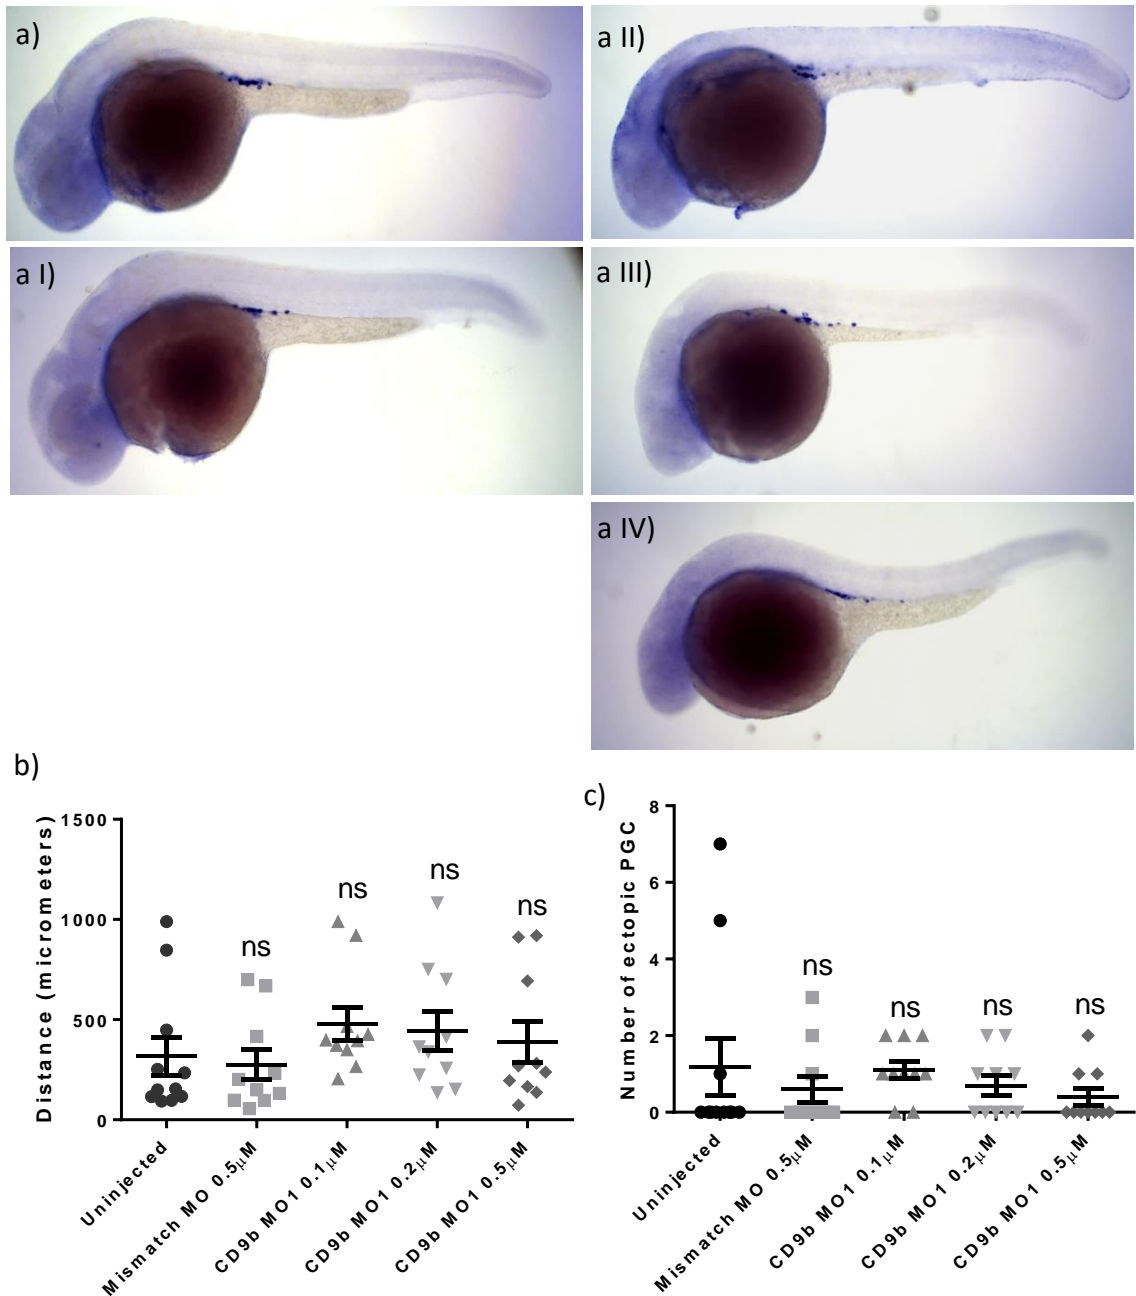 a)
a II)
a I)
a III)
a IV)
b)
Distance (micrometers)
1500
1000
500
0
ns
ns
ns
ns
Uninjected
Mismatch MO 0.5μM
CD9b MO1 0.1μM
CD9b MO1 0.2μM
CD9b MO1 0.5μM
c)
Number of ectopic PGC
8
6
4
2
0
ns
ns
ns
ns
Uninjected
Mismatch MO 0.5μM
CD9b MO1 0.1μM
CD9b MO1 0.2μM
CD9b MO1 0.5μM